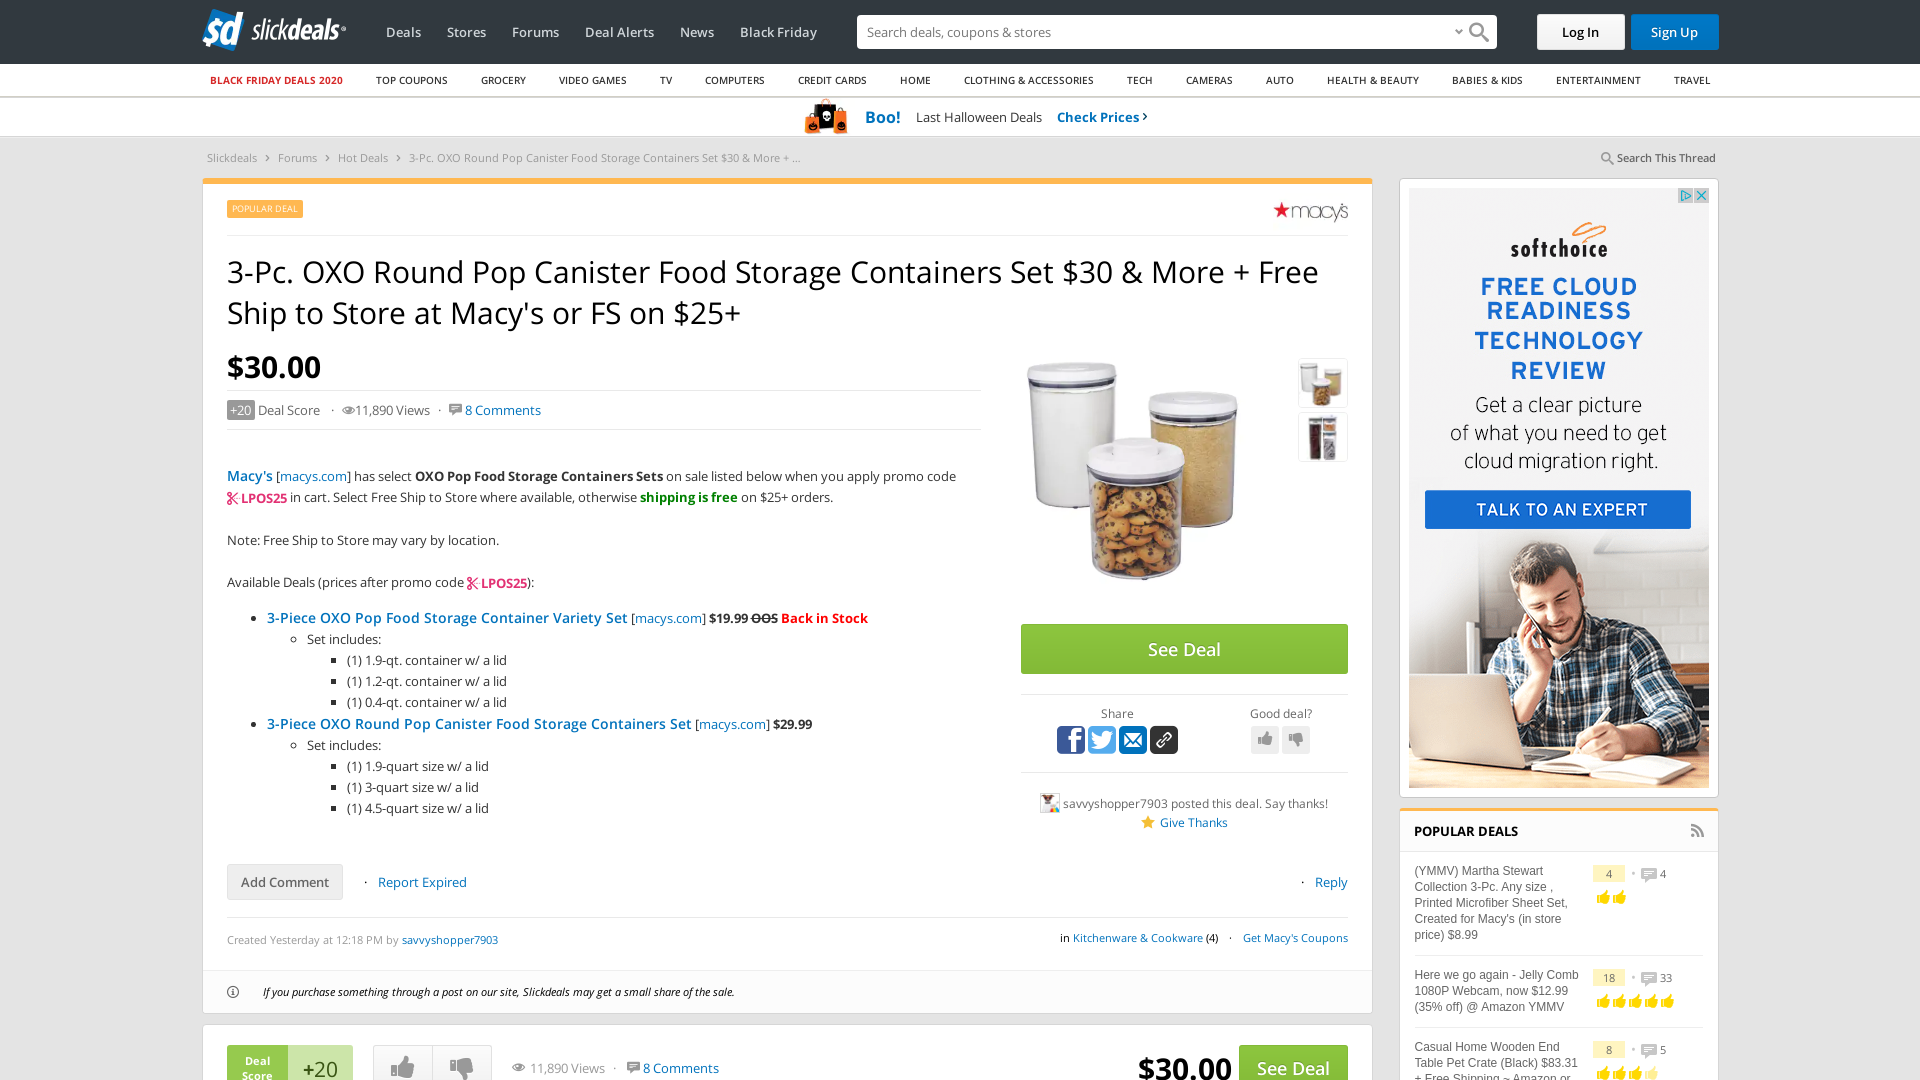 slickdeals
Deals
Stores
Forums
Deal Alerts
News
Black Friday
Search deals, coupons & shopping
Log In
Sign Up
BLACK FRIDAY DEALS 2020
TOP COUPONS
GROCERY
VIDEO GAMES
TV
COMPUTERS
CREDIT CARDS
HOME
CLOTHING & ACCESSORIES
TECH
CAMERAS
AUTO
HEALTH & BEAUTY
BABIES & KIDS
ENTERTAINMENT
TRAVEL
Boo! Last Halloween Deals Check Prices
Slickdeals › Forums › Hot Deals › 3-Pc. OXO Round Pop Canister Food Storage Containers Set $30 & More + ...
Search This Thread
POPULAR DEAL
macy's
3-Pc. OXO Round Pop Canister Food Storage Containers Set $30 & More + Free
Ship to Store at Macy's or FS on $25+
$30.00
+20 Deal Score · 11,890 Views · 8 Comments
Macy's [macys.com] has select OXO Pop Food Storage Containers Sets on sale listed below when you apply promo code
LPOS25 in cart. Select Free Ship to Store where available, otherwise shipping is free on $25+ orders.
Note: Free Ship to Store may vary by location.
Available Deals (prices after promo code LPOS25):
3-Piece OXO Pop Food Storage Container Variety Set [macys.com] $19.99 OOS Back in Stock
Set includes:
(1) 1.9-qt. container w/ a lid
(1) 1.2-qt. container w/ a lid
(1) 0.4-qt. container w/ a lid
3-Piece OXO Round Pop Canister Food Storage Containers Set [macys.com] $29.99
Set includes:
(1) 1.9-quart size w/ a lid
(1) 3-quart size w/ a lid
(1) 4.5-quart size w/ a lid
See Deal
Share
Good deal?
savvyshopper7903 posted this deal. Say thanks!
Give Thanks
Add Comment
· Report Expired
· Reply
Created Yesterday at 12:18 PM by savvyshopper7903
in Kitchenware & Cookware (4) · Get Macy's Coupons
If you purchase something through a post on our site, Slickdeals may get a small share of the sale.
Deal
Score
+20
11,890 Views · 8 Comments
$30.00
See Deal
softchoice
FREE CLOUD
READINESS
TECHNOLOGY
REVIEW
Get a clear picture
of what you need to get
cloud migration right.
TALK TO AN EXPERT
POPULAR DEALS
(YMMV) Martha Stewart
Collection 3-Pc. Any size ,
Printed Microfiber Sheet Set,
Created for Macy's (in store
price) $8.99
4 · 4
Here we go again - Jelly Comb
1080P Webcam, now $12.99
(35% off) @ Amazon YMMV
18 · 33
Casual Home Wooden End
Table Pet Crate (Black) $83.31
+ Free Shipping ~ Amazon or
8 · 5